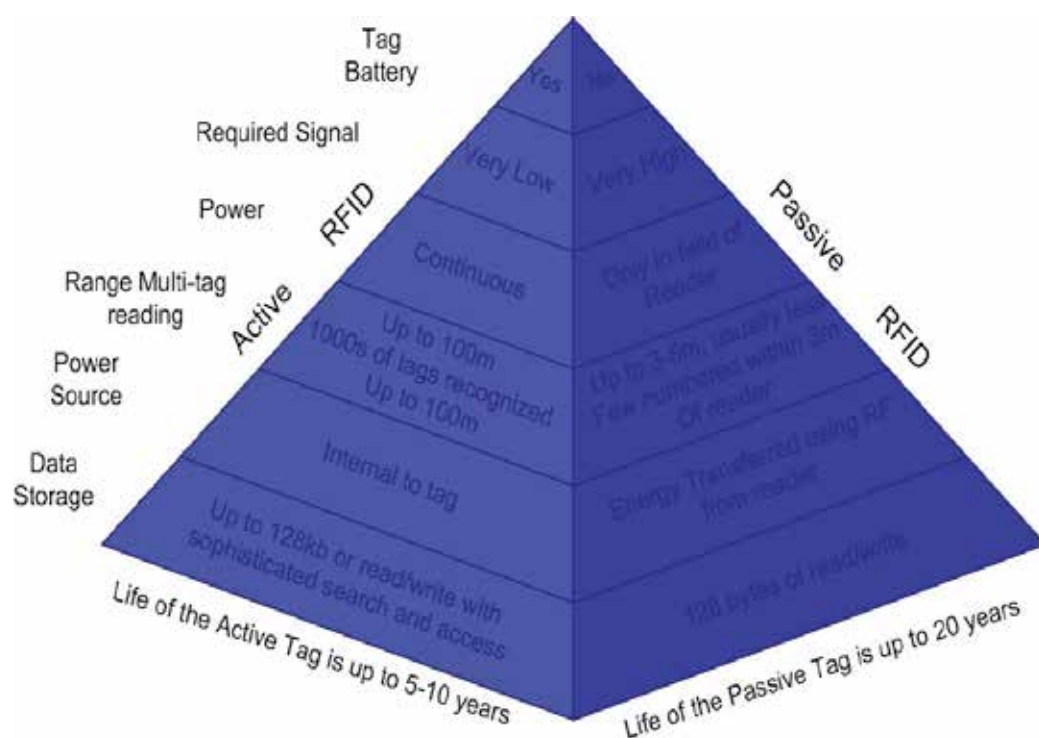 Tag
Battery
Yes
No
Required Signal
Very Low
Very High
Power
Continuous
Only in field of
Reader
Active RFID
Passive RFID
Range Multi-tag
reading
Up to 100m
1000s of tags recognized
Up to 100m
Up to 3-5m, usually less
Few numbered within 3m
Of reader
Power
Source
Internal to tag
Energy Transferred using RF
from reader
Data
Storage
Up to 128kb or read/write with
sophisticated search and access
128 bytes of read/write
Life of the Active Tag is up to 5-10 years
Life of the Passive Tag is up to 20 years